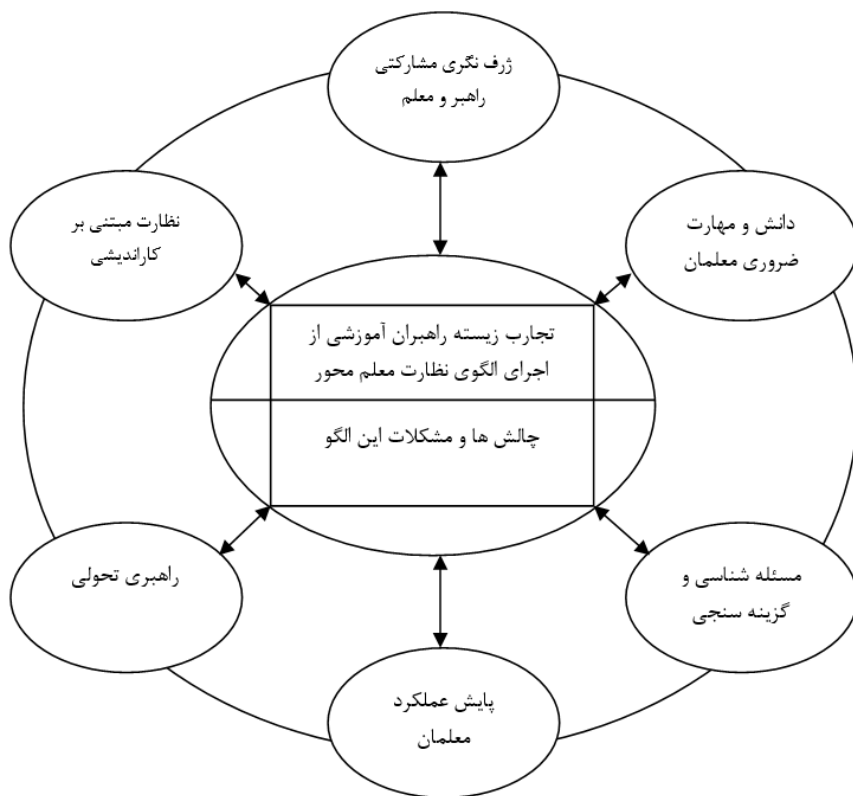 ژرف نگری مشارکتی
راهبر و معلم
دانش و مهارت
ضروری معلمان
نظارت مبتنی بر
کاراندیشی
تجارب زیسته راهبران آموزشی از
اجرای الگوی نظارت معلم محور
چالش ها و مشکلات این الگو
مسئله شناسی و
گزینه سنجی
راهبری تحولی
پایش عملکرد
معلمان